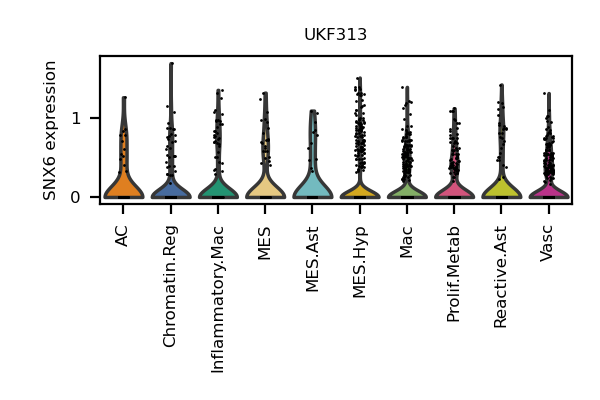 UKF313
SNX6 expression
1
0
AC
Chromatin.Reg
Inflammatory.Mac
MES
MES.Ast
MES.Hyp
Mac
Prolif.Metab
Reactive.Ast
Vasc